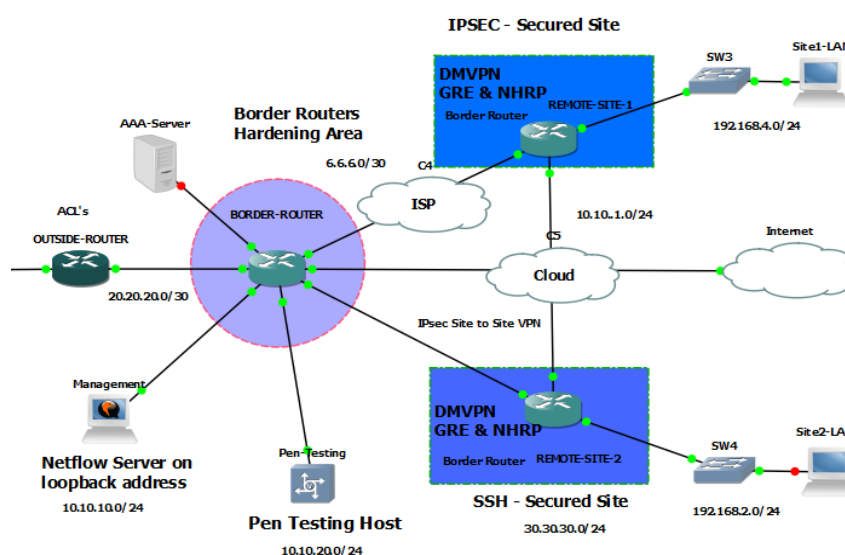 IPSEC - Secured Site
Site1-LAN
SW3
DMVPN
GRE & NHRP
REMOTE-SITE-1
Border Router
192.168.4.0/24
Border Routers
Hardening Area
AAA-Server
6.6.6.0/30
C4
ISP
BORDER-ROUTER
ACL's
OUTSIDE-ROUTER
10.10..1.0/24
C5
Cloud
Internet
20.20.20.0/30
IPsec Site to Site VPN
Management
DMVPN
GRE & NHRP
Border Router
REMOTE-SITE-2
SW4
Site2-LAN
Pen-Testing
Netflow Server on
loopback address
10.10.10.0/24
SSH - Secured Site
30.30.30.0/24
192.168.2.0/24
Pen Testing Host
10.10.20.0/24